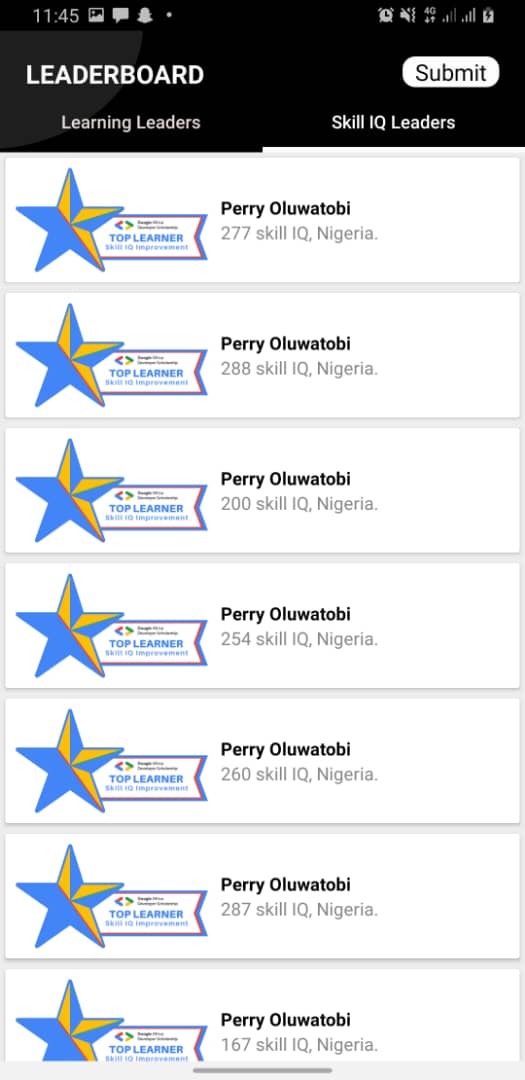 11:45
4G
LEADERBOARD
Submit
Learning Leaders
Skill IQ Leaders
Google Africa
Developer Scholarship
TOP LEARNER
Skill IQ Improvement
Perry Oluwatobi
277 skill IQ, Nigeria.
Google Africa
Developer Scholarship
TOP LEARNER
Skill IQ Improvement
Perry Oluwatobi
288 skill IQ, Nigeria.
Google Africa
Developer Scholarship
TOP LEARNER
Skill IQ Improvement
Perry Oluwatobi
200 skill IQ, Nigeria.
Google Africa
Developer Scholarship
TOP LEARNER
Skill IQ Improvement
Perry Oluwatobi
254 skill IQ, Nigeria.
Google Africa
Developer Scholarship
TOP LEARNER
Skill IQ Improvement
Perry Oluwatobi
260 skill IQ, Nigeria.
Google Africa
Developer Scholarship
TOP LEARNER
Skill IQ Improvement
Perry Oluwatobi
287 skill IQ, Nigeria.
Google Africa
Developer Scholarship
TOP LEARNER
Skill IQ Improvement
Perry Oluwatobi
167 skill IQ, Nigeria.